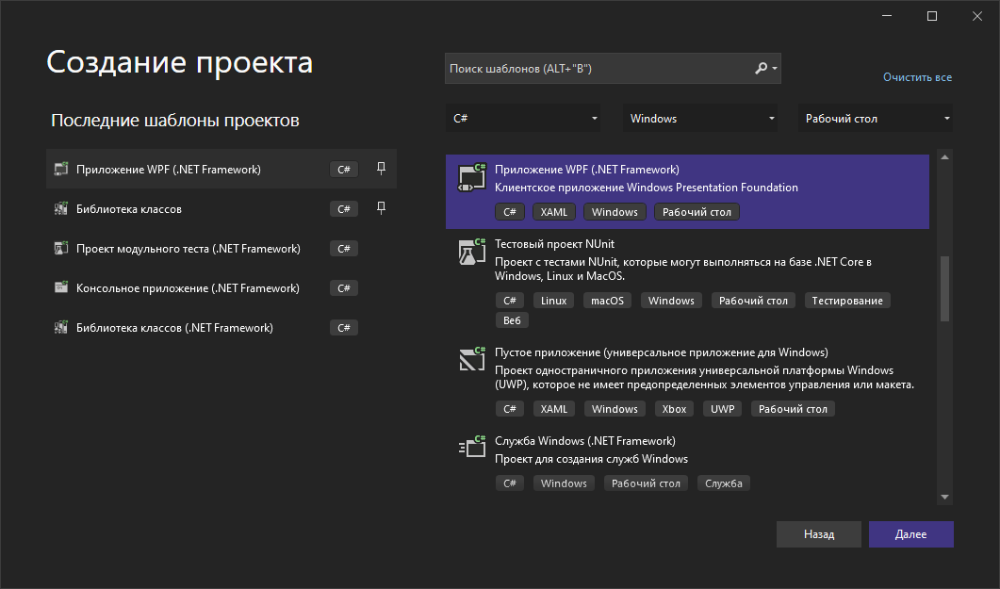 Создание проекта
Поиск шаблонов (ALT+"B")
Очистить все
Последние шаблоны проектов
C#
Windows
Рабочий стол
Приложение WPF (.NET Framework)
C#
Библиотека классов
C#
Проект модульного теста (.NET Framework)
C#
Консольное приложение (.NET Framework)
C#
Библиотека классов (.NET Framework)
C#
Приложение WPF (.NET Framework)
Клиентское приложение Windows Presentation Foundation
C# XAML Windows Рабочий стол
Тестовый проект NUnit
Проект с тестами NUnit, которые могут выполняться на базе .NET Core в
Windows, Linux и MacOS.
C# Linux macOS Windows Рабочий стол Тестирование
Веб
Пустое приложение (универсальное приложение для Windows)
Проект одностраничного приложения универсальной платформы Windows
(UWP), которое не имеет предопределенных элементов управления или макета.
C# XAML Windows Xbox UWP Рабочий стол
Служба Windows (.NET Framework)
Проект для создания служб Windows
C# Windows Рабочий стол Служба
Назад
Далее